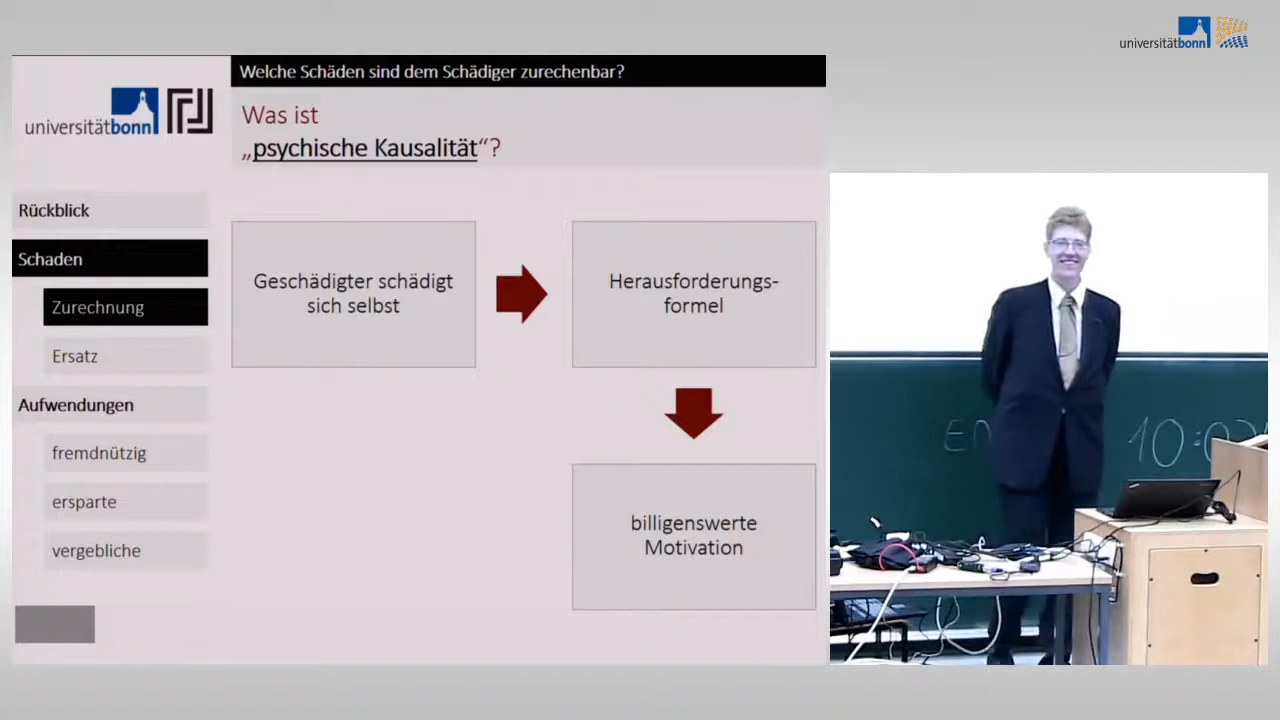 universitätbonn
Welche Schäden sind dem Schädiger zurechenbar?
universitätbonn
Was ist
„psychische Kausalität“?
Rückblick
Schaden
Zurechnung
Ersatz
Aufwendungen
fremdnützig
ersparte
vergebliche
Geschädigter schädigt
sich selbst
Herausforderungs-
formel
billigenswerte
Motivation